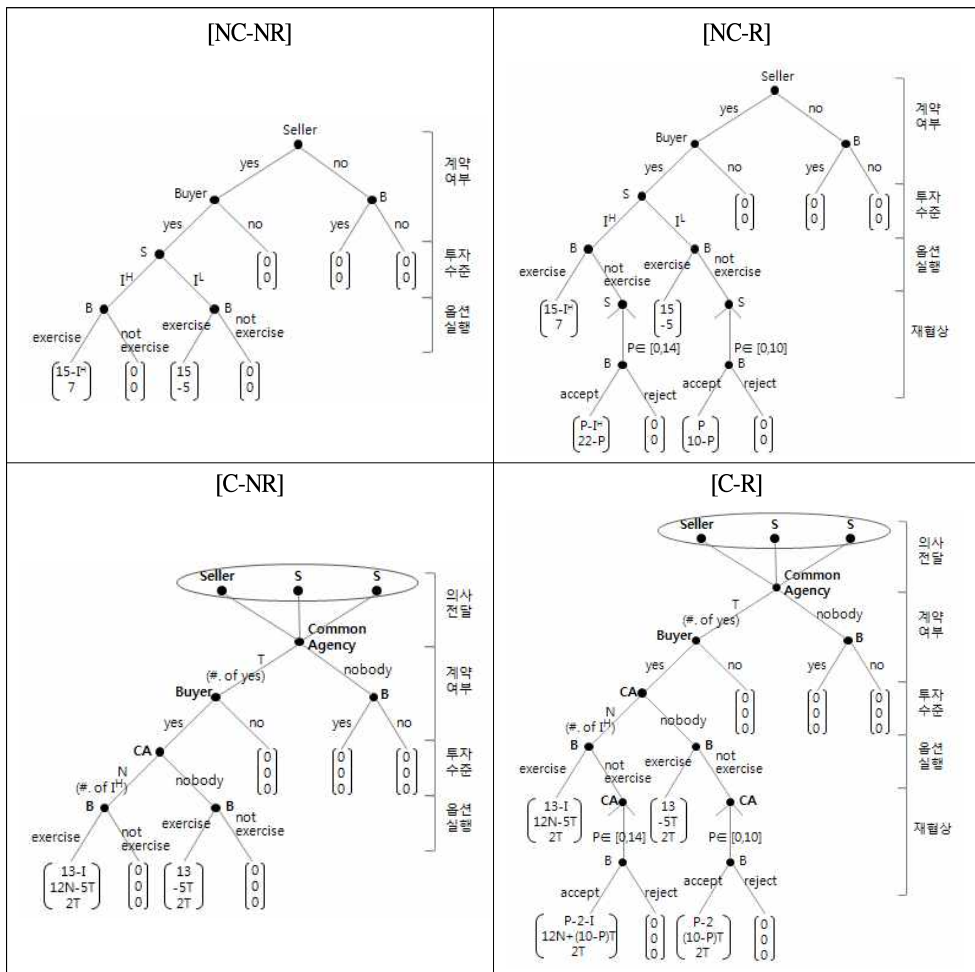 [NC-NR]
Seller
yes
no
계약
여부
Buyer
B
yes
no
yes
no
투자
수준
S
0
0
0
0
0
0
I^H
I^L
옵션
실행
B
B
exercise
not
exercise
exercise
not
exercise
15-I^H
7
0
0
15
-5
0
0
[NC-R]
Seller
yes
no
계약
여부
Buyer
B
yes
no
yes
no
투자
수준
S
0
0
0
0
0
0
I^H
I^L
옵션
실행
B
B
exercise
not
exercise
exercise
not
exercise
15-I^H
7
S
15
-5
S
재협상
P∈ [0,14]
P∈ [0,10]
B
B
accept
reject
accept
reject
P-I^H
22-P
0
0
P
10-P
0
0
[C-NR]
Seller
S
S
의사
전달
Common
Agency
T
(#. of yes)
nobody
계약
여부
Buyer
B
yes
no
yes
no
투자
수준
CA
0
0
0
0
0
0
0
0
0
N
(#. of I^H)
nobody
옵션
실행
B
B
exercise
not
exercise
exercise
not
exercise
13-I
12N-5T
2T
0
0
0
13
-5T
2T
0
0
0
[C-R]
Seller
S
S
의사
전달
Common
Agency
T
(#. of yes)
nobody
계약
여부
Buyer
B
yes
no
yes
no
투자
수준
CA
0
0
0
0
0
0
0
0
0
N
(#. of I^H)
nobody
옵션
실행
B
B
exercise
not
exercise
exercise
not
exercise
13-I
12N-5T
2T
CA
13
-5T
2T
CA
재협상
P∈ [0,14]
P∈ [0,10]
B
B
accept
reject
accept
reject
P-2-I
12N+(10-P)T
2T
0
0
0
P-2
(10-P)T
2T
0
0
0